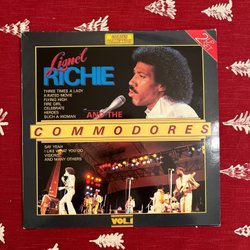 Lionel
RICHIE
THREE TIMES A LADY
X-RATED MOVIE
FLYING HIGH
FIRE GIRL
CELEBRATE
HEROES
SUCH A WOMAN
AND THE
COMMODORES
SAY YEAH
I LIKE WHAT YOU DO
VISIONS
AND MANY OTHERS
VOL.1